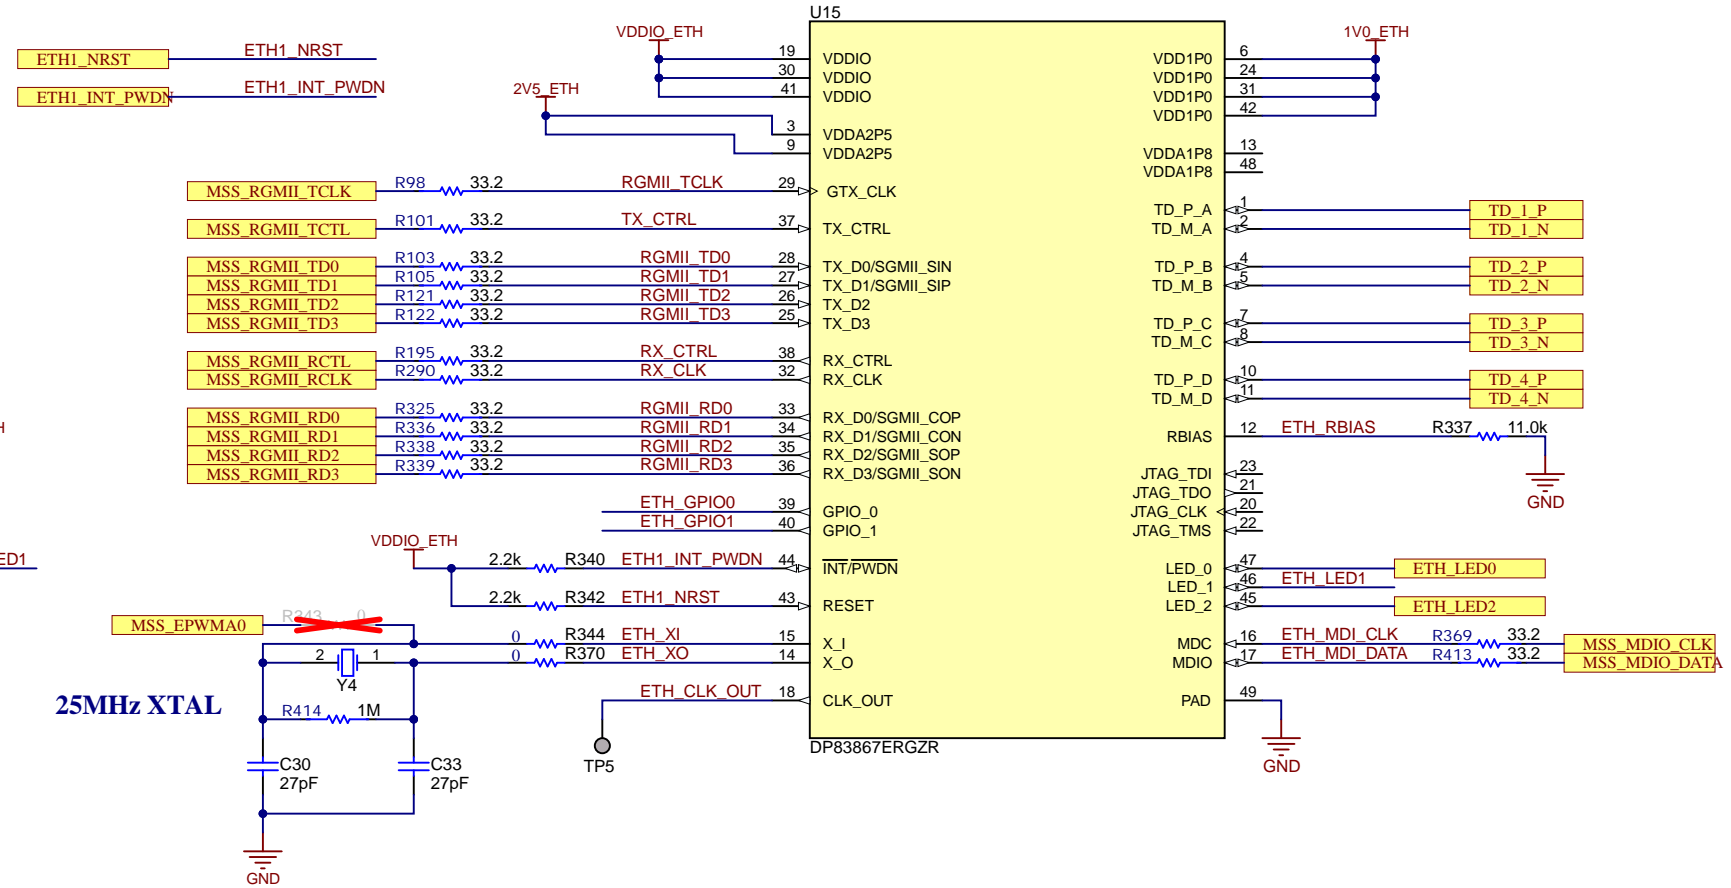 U15
ETH1_NRST ETH1_NRST
ETH1_INT_PWDN ETH1_INT_PWDN
VDDIO_ETH
19 VDDIO
30 VDDIO
41 VDDIO
2V5_ETH
3 VDDA2P5
9 VDDA2P5
MSS_RGMII_TCLK R98 33.2 RGMII_TCLK 29 GTX_CLK
MSS_RGMII_TCTL R101 33.2 TX_CTRL 37 TX_CTRL
MSS_RGMII_TD0 R103 33.2 RGMII_TD0 28 TX_D0/SGMII_SIN
MSS_RGMII_TD1 R105 33.2 RGMII_TD1 27 TX_D1/SGMII_SIP
MSS_RGMII_TD2 R121 33.2 RGMII_TD2 26 TX_D2
MSS_RGMII_TD3 R122 33.2 RGMII_TD3 25 TX_D3
MSS_RGMII_RCTL R195 33.2 RX_CTRL 38 RX_CTRL
MSS_RGMII_RCLK R290 33.2 RX_CLK 32 RX_CLK
MSS_RGMII_RD0 R325 33.2 RGMII_RD0 33 RX_D0/SGMII_COP
MSS_RGMII_RD1 R336 33.2 RGMII_RD1 34 RX_D1/SGMII_CON
MSS_RGMII_RD2 R338 33.2 RGMII_RD2 35 RX_D2/SGMII_SOP
MSS_RGMII_RD3 R339 33.2 RGMII_RD3 36 RX_D3/SGMII_SON
H
ETH_GPIO0 39 GPIO_0
ETH_GPIO1 40 GPIO_1
ED1
VDDIO_ETH
2.2k R340 ETH1_INT_PWDN 44 INT/PWDN
2.2k R342 ETH1_NRST 43 RESET
MSS_EPWMA0 R343 0
0 R344 ETH_XI 15 X_I
0 R370 ETH_XO 14 X_O
2 1
Y4
25MHz XTAL
R414 1M
ETH_CLK_OUT 18 CLK_OUT
TP5
C30
27pF
C33
27pF
GND
1V0_ETH
VDD1P0 6
VDD1P0 24
VDD1P0 31
VDD1P0 42
VDDA1P8 13
VDDA1P8 48
TD_P_A 1 TD_1_P
TD_M_A 2 TD_1_N
TD_P_B 4 TD_2_P
TD_M_B 5 TD_2_N
TD_P_C 7 TD_3_P
TD_M_C 8 TD_3_N
TD_P_D 10 TD_4_P
TD_M_D 11 TD_4_N
RBIAS 12 ETH_RBIAS R337 11.0k
GND
JTAG_TDI 23
JTAG_TDO 21
JTAG_CLK 20
JTAG_TMS 22
LED_0 47 ETH_LED0
LED_1 46 ETH_LED1
LED_2 45 ETH_LED2
MDC 16 ETH_MDI_CLK R369 33.2 MSS_MDIO_CLK
MDIO 17 ETH_MDI_DATA R413 33.2 MSS_MDIO_DATA
PAD 49
GND
DP83867ERGZR